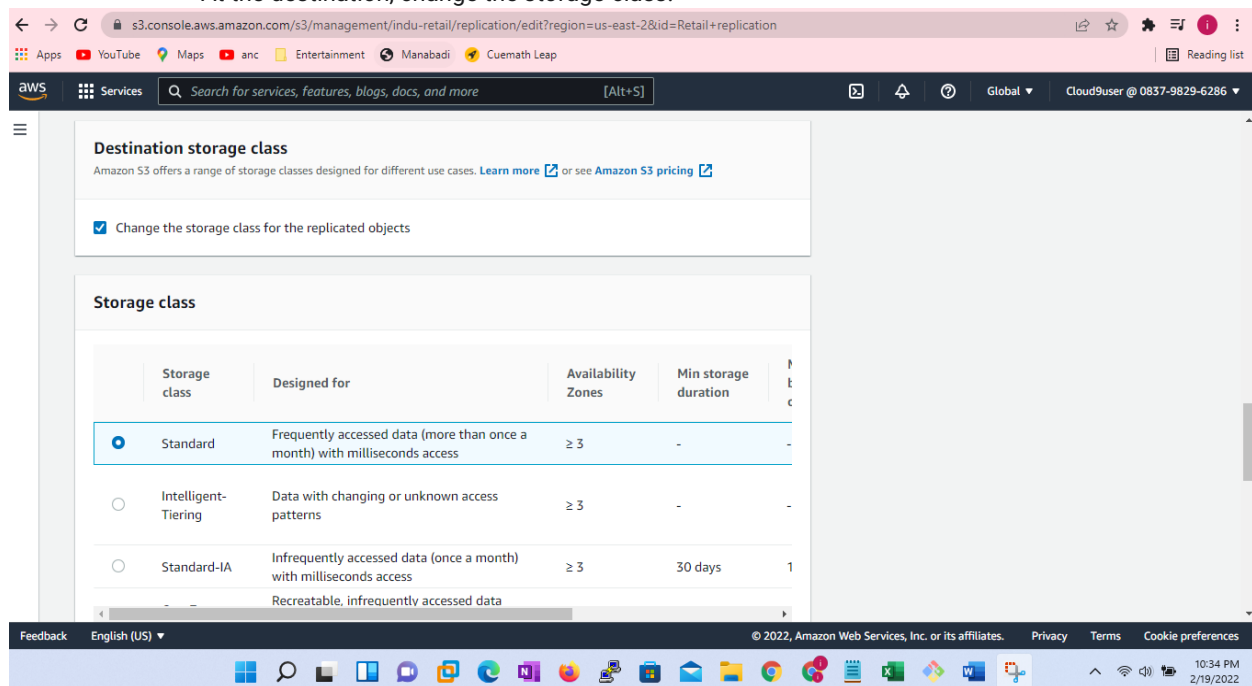 s3.console.aws.amazon.com/s3/management/indu-retail/replication/edit?region=us-east-2&id=Retail+replication
Apps YouTube Maps anc Entertainment Manabadi Cuemath Leap Reading list
aws Services Search for services, features, blogs, docs, and more [Alt+S] Global ▼ Cloud9user @ 0837-9829-6286 ▼
Destination storage class
Amazon S3 offers a range of storage classes designed for different use cases. Learn more or see Amazon S3 pricing
Change the storage class for the replicated objects
Storage class
Storage class Designed for Availability Zones Min storage duration
Standard Frequently accessed data (more than once a month) with milliseconds access ≥ 3 - -
Intelligent-Tiering Data with changing or unknown access patterns ≥ 3 - -
Standard-IA Infrequently accessed data (once a month) with milliseconds access ≥ 3 30 days 1
Recreatable, infrequently accessed data
Feedback English (US) ▼ © 2022, Amazon Web Services, Inc. or its affiliates. Privacy Terms Cookie preferences
10:34 PM
2/19/2022